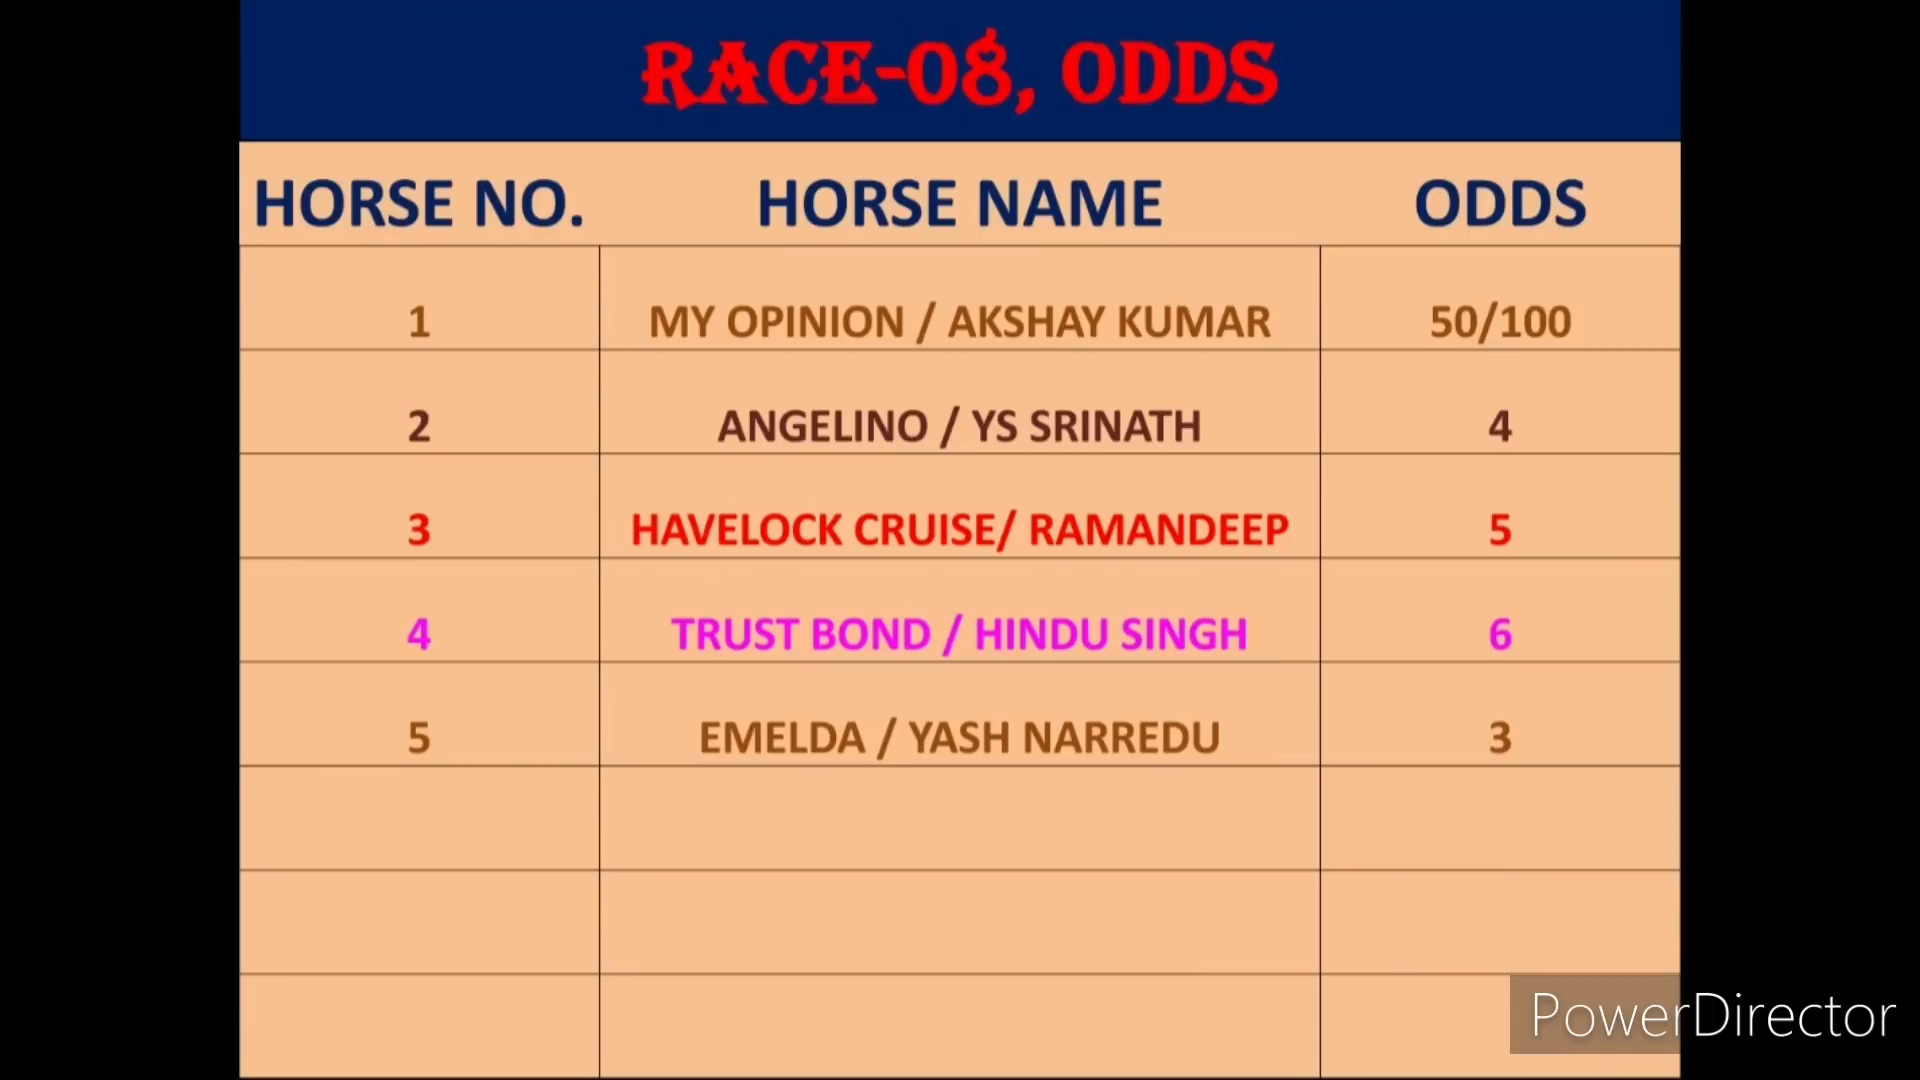 RACE-08, ODDS
HORSE NO. HORSE NAME ODDS
1 MY OPINION / AKSHAY KUMAR 50/100
2 ANGELINO / YS SRINATH 4
3 HAVELOCK CRUISE/ RAMANDEEP 5
4 TRUST BOND / HINDU SINGH 6
5 EMELDA / YASH NARREDU 3
PowerDirector